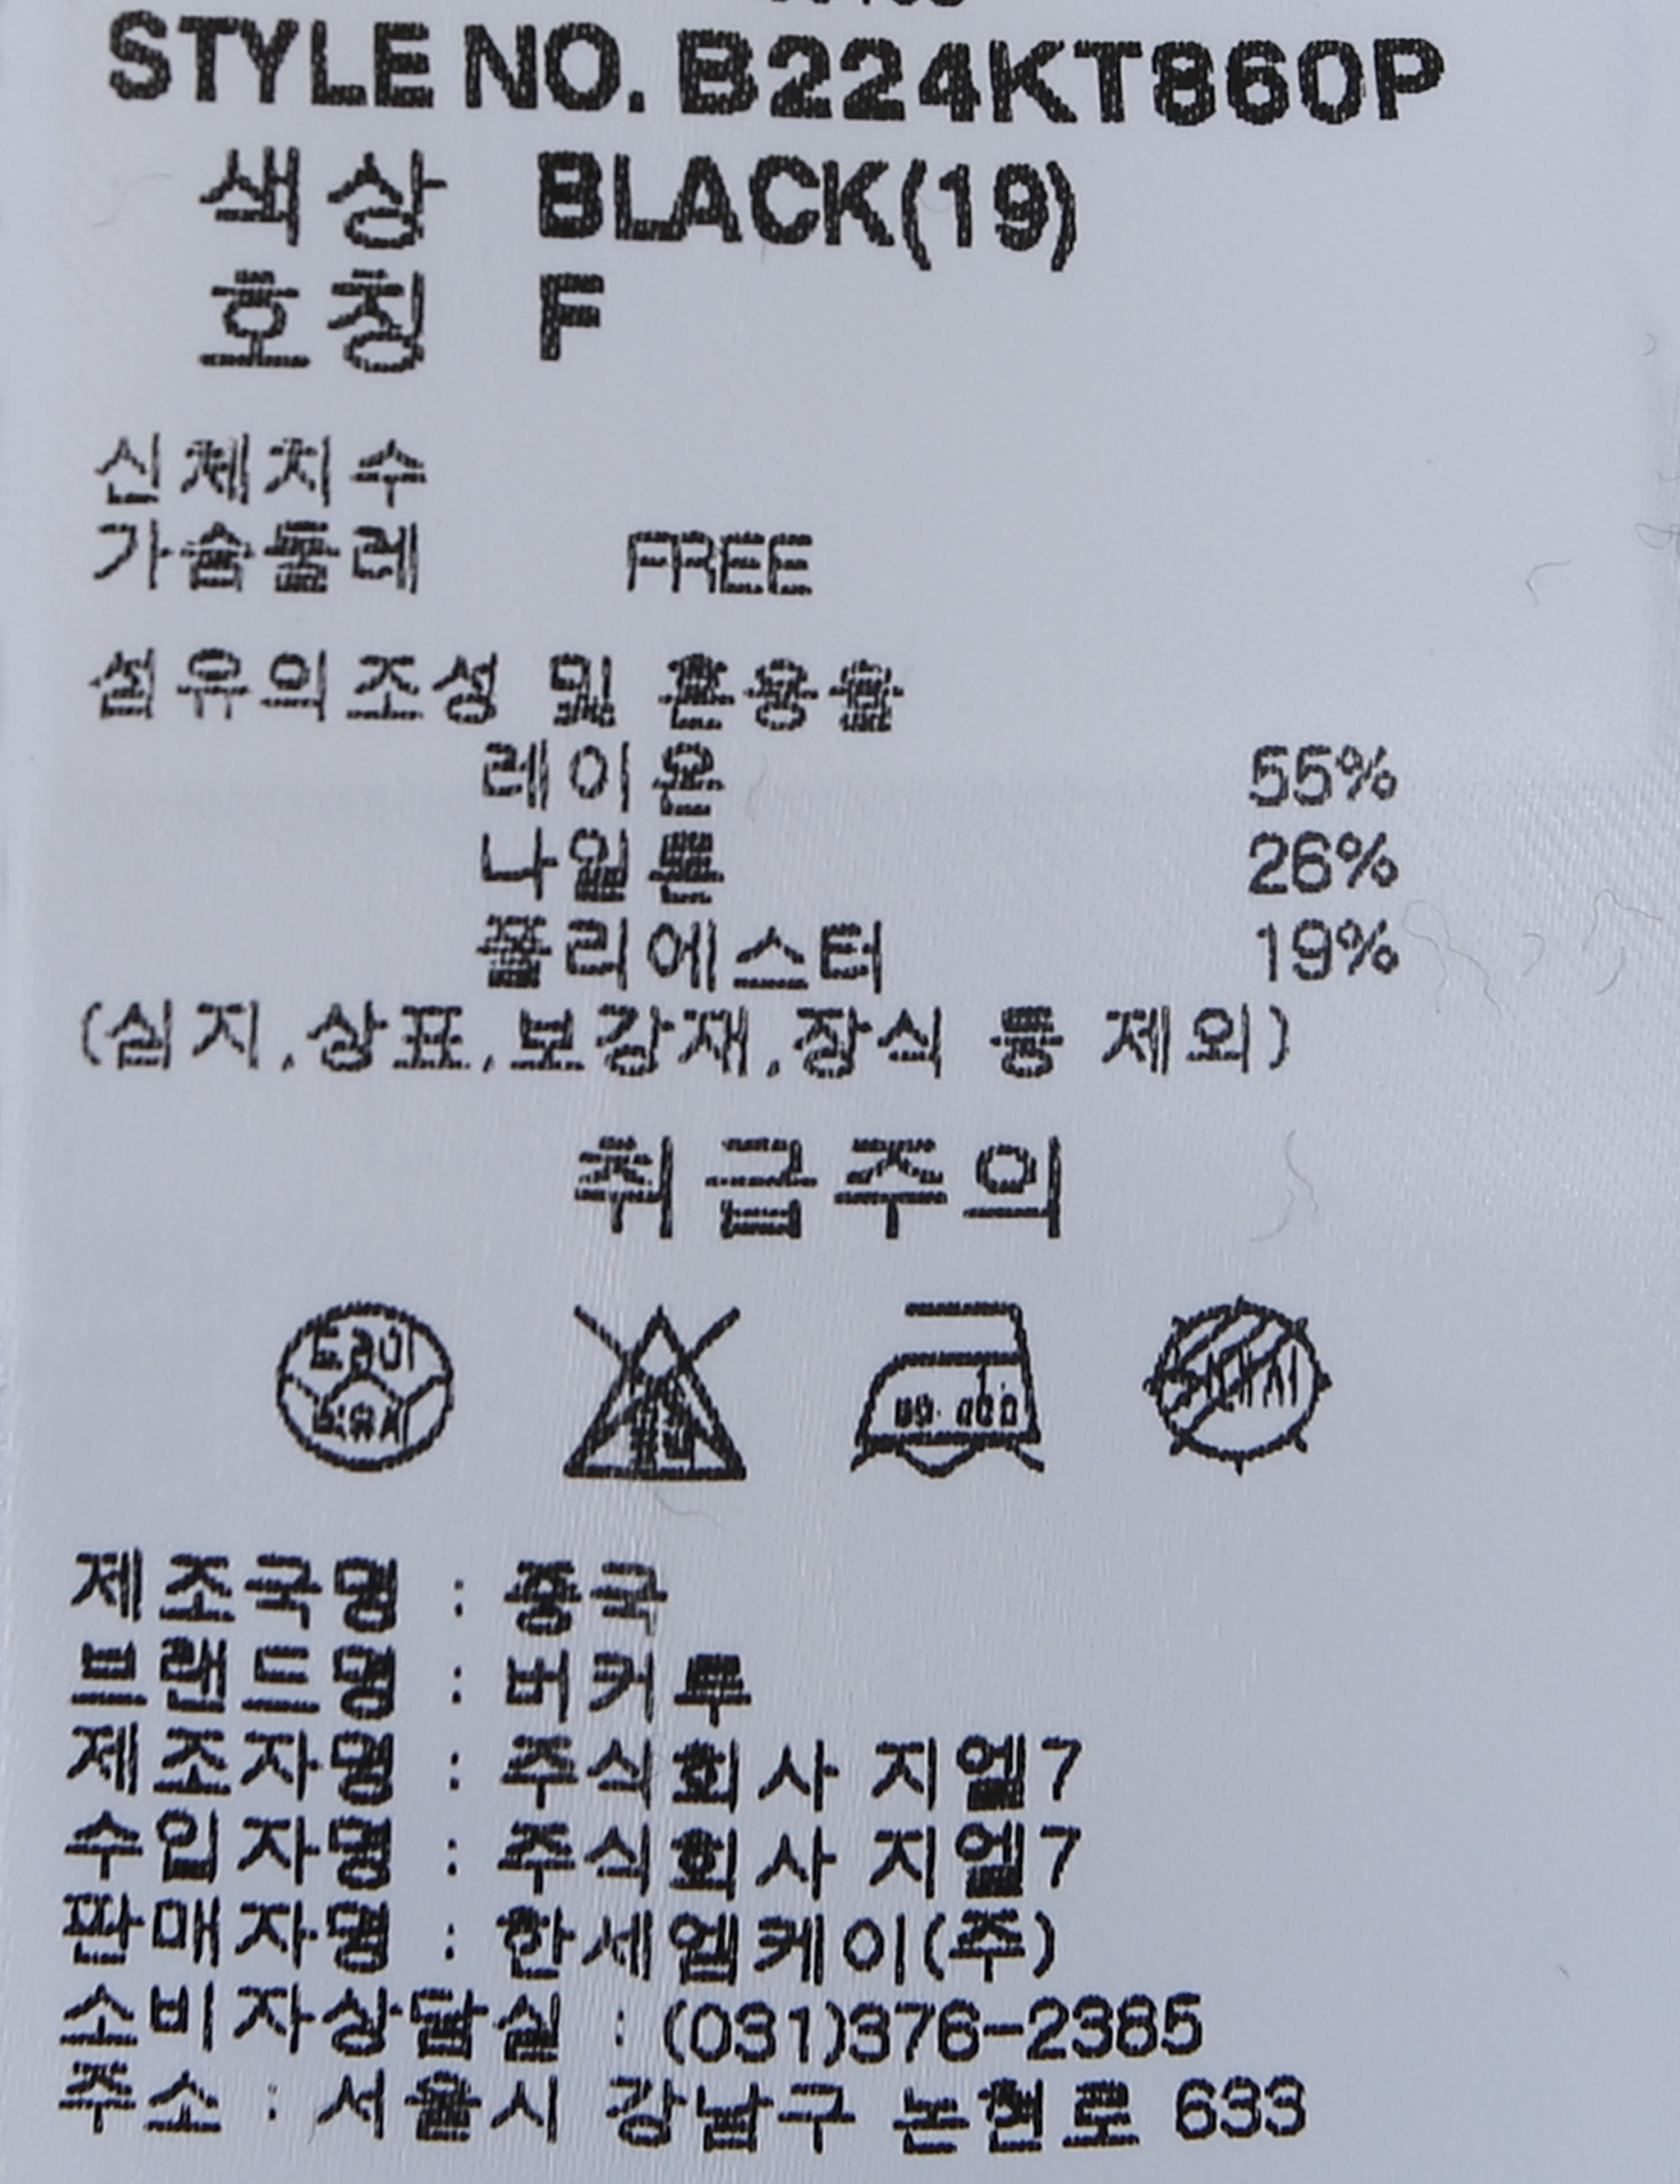 STYLE NO. B224KT860P
색상 BLACK(19)
호칭 F
신체치수
가슴둘레 FREE
섬유의조성 및 혼용율
레이온 55%
나일론 26%
폴리에스터 19%
(심지,상표,보강재,장식 등 제외)
취급주의
드라이
제조국명 : 중국
브랜드명 : 버커루
제조자명 : 주식회사 지엘7
수입자명 : 주식회사 지엘7
판매자명 : 한세엠케이(주)
소비자상담실 : (031)376-2385
주소 : 서울시 강남구 논현로 633